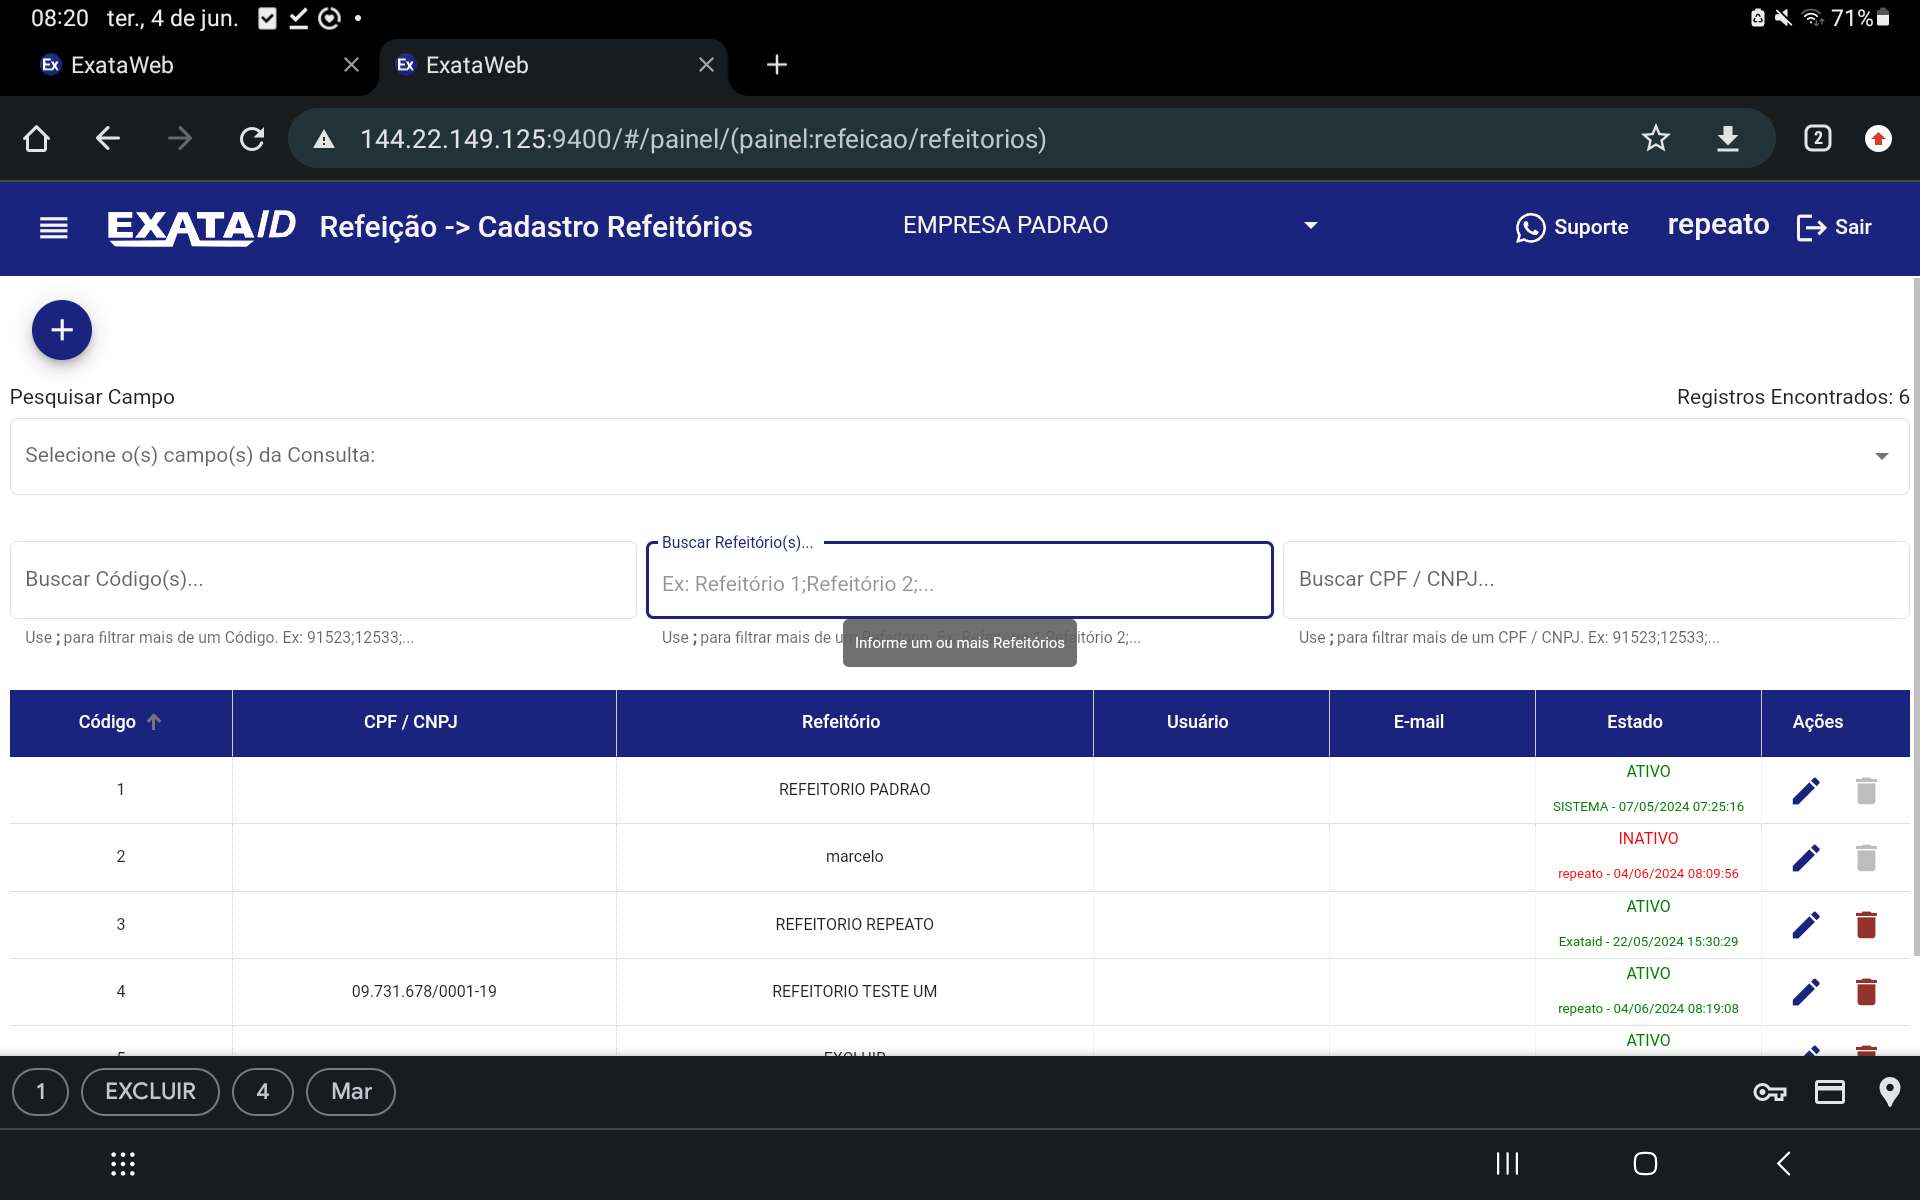 08:20 ter., 4 de jun. 71%
ExataWeb ExataWeb
144.22.149.125:9400/#/painel/(painel:refeicao/refeitorios) 2
EXATAID Refeição -> Cadastro Refeitórios EMPRESA PADRAO Suporte repeato Sair
Pesquisar Campo Registros Encontrados: 6
Selecione o(s) campo(s) da Consulta:
Buscar Refeitório(s)...
Buscar Código(s)... Ex: Refeitório 1;Refeitório 2;... Buscar CPF / CNPJ...
Use ; para filtrar mais de um Código. Ex: 91523;12533;... Use ; para filtrar mais de um Refeitório 2;... Use ; para filtrar mais de um CPF / CNPJ. Ex: 91523;12533;...
Informe um ou mais Refeitórios
Código CPF / CNPJ Refeitório Usuário E-mail Estado Ações
1 REFEITORIO PADRAO ATIVO
SISTEMA - 07/05/2024 07:25:16
2 marcelo INATIVO
repeato - 04/06/2024 08:09:56
3 REFEITORIO REPEATO ATIVO
Exataid - 22/05/2024 15:30:29
4 09.731.678/0001-19 REFEITORIO TESTE UM ATIVO
repeato - 04/06/2024 08:19:08
5 EXCLUIR ATIVO
1 EXCLUIR 4 Mar